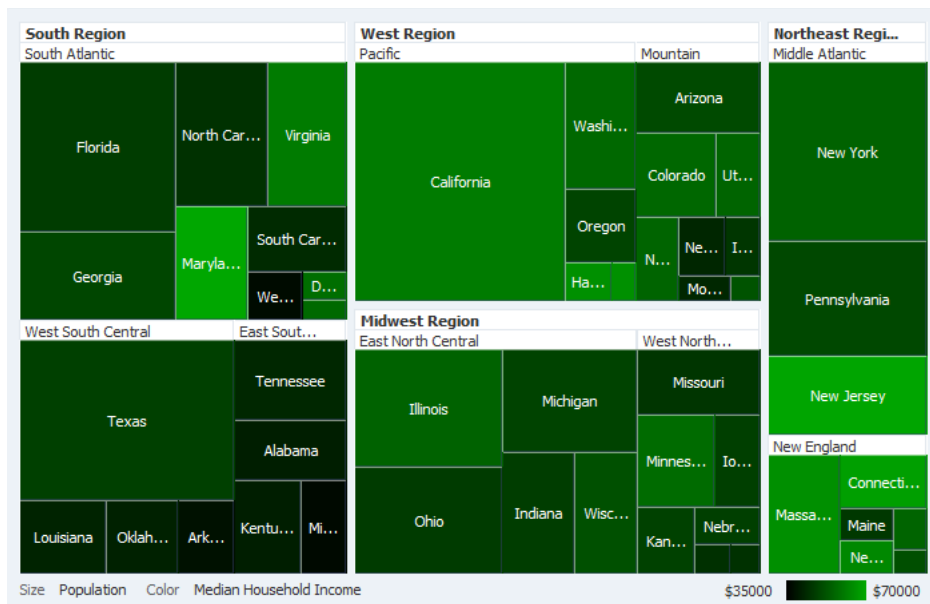 South Region
South Atlantic
Florida
North Car...
Virginia
Georgia
Maryla...
South Car...
We...
D...
West South Central
East Sout...
Texas
Tennessee
Alabama
Louisiana
Oklah...
Ark...
Kentu...
Mi...
West Region
Pacific
Mountain
California
Washi...
Oregon
Ha...
Arizona
Colorado
Ut...
N...
Ne...
I...
Mo...
Midwest Region
East North Central
West North...
Illinois
Michigan
Ohio
Indiana
Wisc...
Missouri
Minnes...
Io...
Kan...
Nebr...
Northeast Regi...
Middle Atlantic
New York
Pennsylvania
New Jersey
New England
Massa...
Connecti...
Maine
Ne...
Size Population Color Median Household Income $35000 $70000